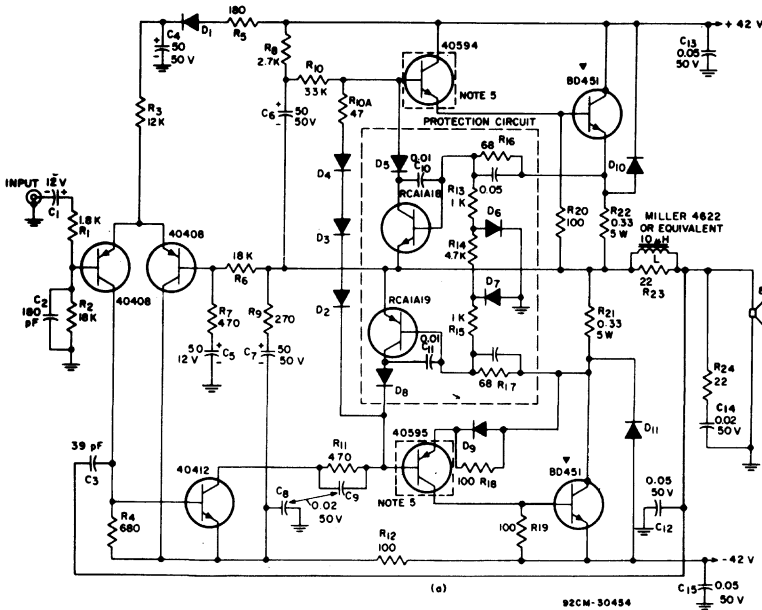 180
R5
D1
C4
50
50 V
R8
2.7K
R10
33 K
R10A
47
C6
50
50V
40594
NOTE 5
PROTECTION CIRCUIT
BD451
+ 42 V
C13
0.05
50 V
R3
12K
INPUT
12V
C1
1.8K
R1
40408
40408
C2
180
pF
R2
18K
18K
R6
R7
470
50
12V
C5
R9
270
C7
50
50 V
D4
D3
D2
D5
0.01
C10
RCA1A18
68
R16
0.05
R13
1 K
D6
R14
4.7K
D7
1K
R15
RCA1A19
0.01
C11
68
R17
D8
D10
R20
100
R22
0.33
5 W
MILLER 4622
OR EQUIVALENT
10µH
L
22
R23
R21
0.33
5W
R24
22
C14
0.02
50 V
D11
39 pF
C3
R4
680
40412
R11
470
C8
C9
0.02
50V
40595
NOTE 5
D9
100
R18
BD451
100
R19
0.05
50 V
C12
R12
100
-42 V
C15
0.05
50 V
(a)
92CM-30454